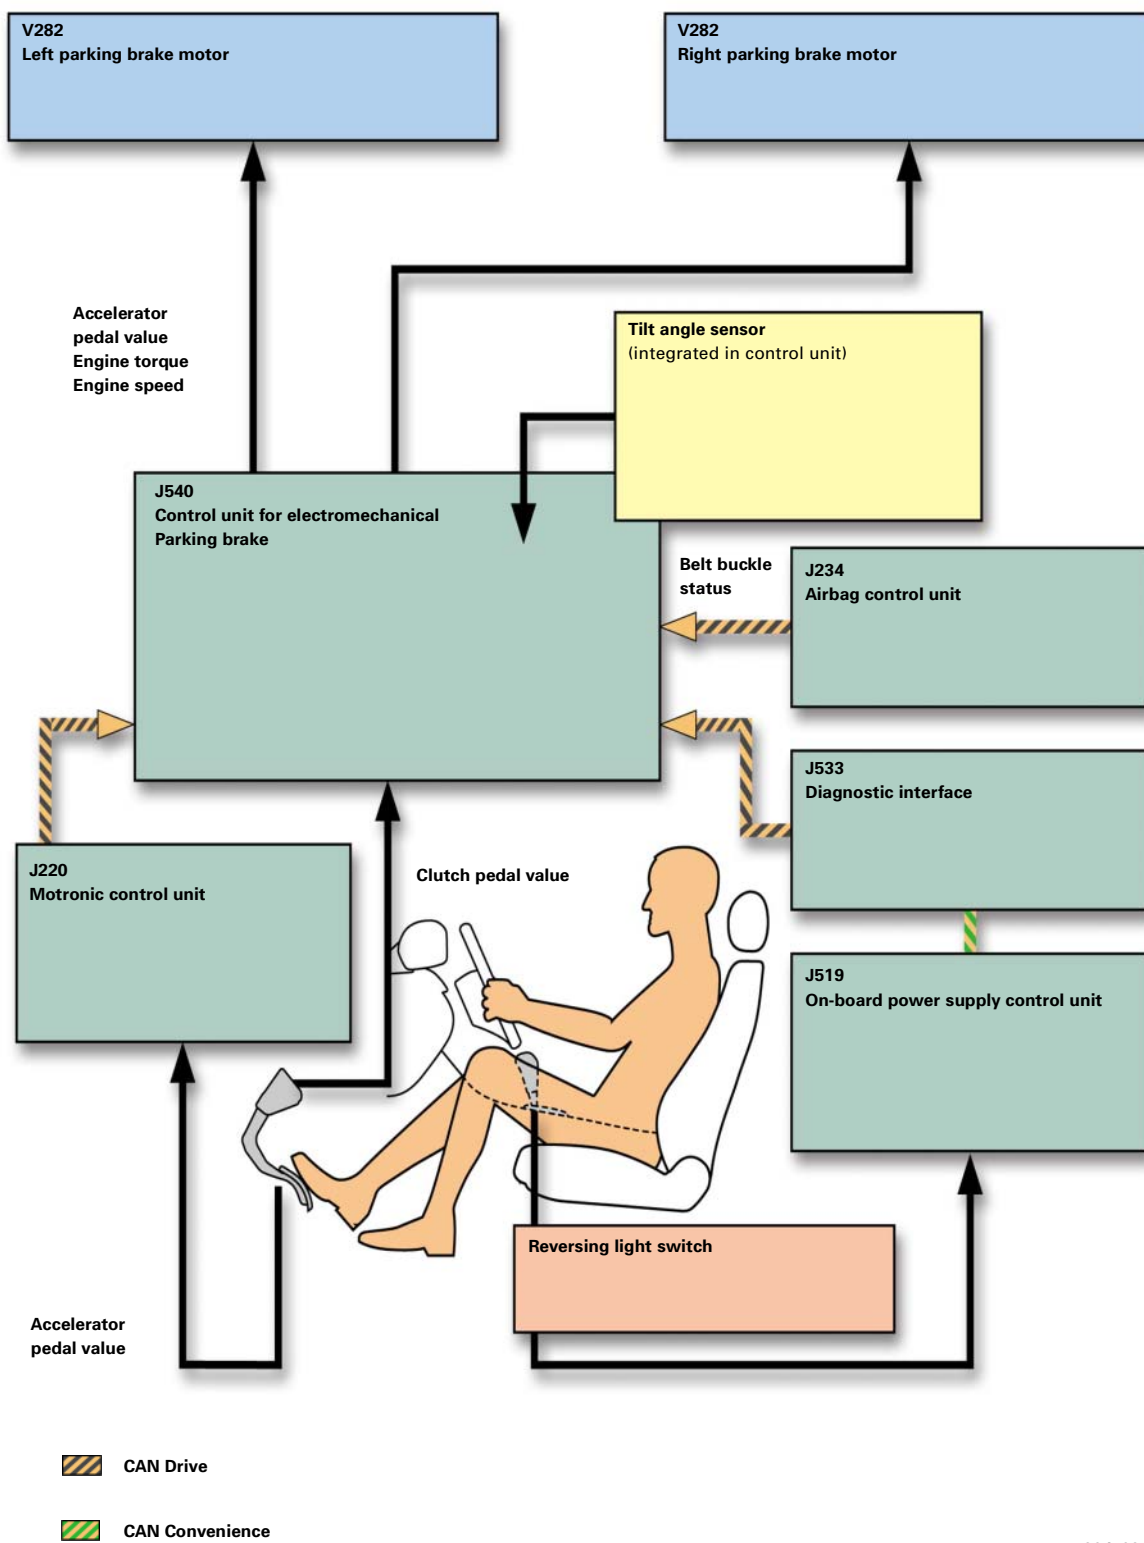 V282
Left parking brake motor
V282
Right parking brake motor
Accelerator
pedal value
Engine torque
Engine speed
Tilt angle sensor
(integrated in control unit)
J540
Control unit for electromechanical
Parking brake
Belt buckle
status
J234
Airbag control unit
J533
Diagnostic interface
J220
Motronic control unit
Clutch pedal value
J519
On-board power supply control unit
Reversing light switch
Accelerator
pedal value
CAN Drive
CAN Convenience